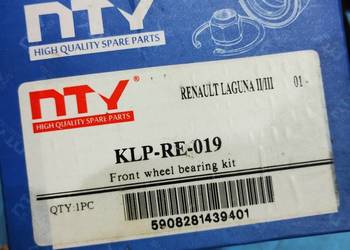 NTY
HIGH QUALITY SPARE PARTS
NTY
HIGH QUALITY SPARE PARTS
RENAULT LAGUNA II/III 01-
KLP-RE-019
Front wheel bearing kit
QTY:1PC
5908281439401